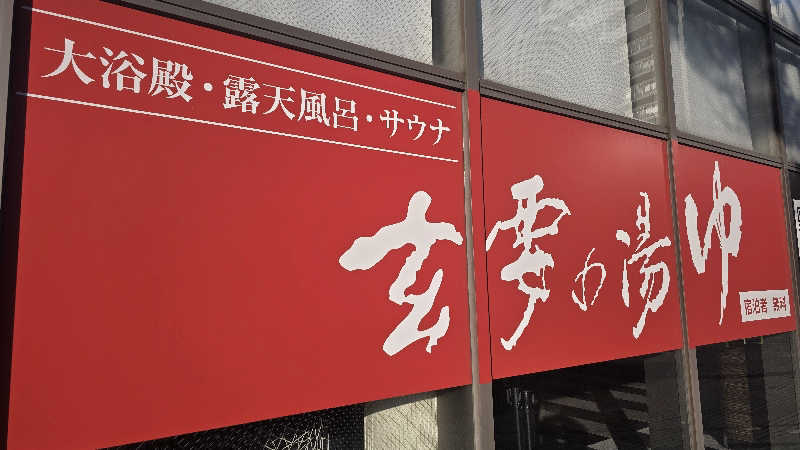 大浴殿・露天風呂・サウナ
玄要の湯
ゆ
宿泊者 無料